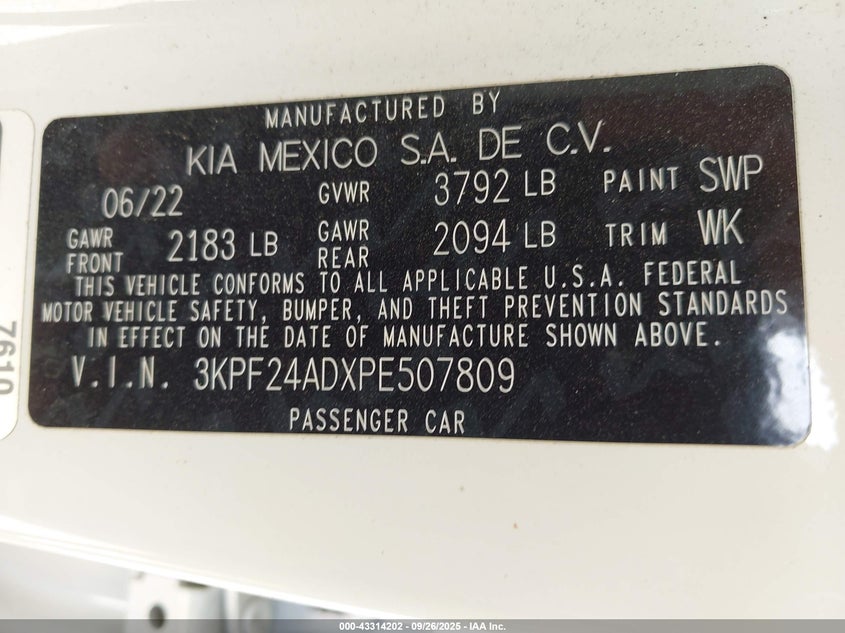 MANUFACTURED BY
KIA MEXICO S.A. DE C.V.
06/22 GVWR 3792 LB PAINT SWP
GAWR FRONT 2183 LB GAWR REAR 2094 LB TRIM WK
THIS VEHICLE CONFORMS TO ALL APPLICABLE U.S.A. FEDERAL
MOTOR VEHICLE SAFETY, BUMPER, AND THEFT PREVENTION STANDARDS
IN EFFECT ON THE DATE OF MANUFACTURE SHOWN ABOVE.
V.I.N. 3KPF24ADXPE507809
PASSENGER CAR
7610
000-43314202 - 09/26/2025 - IAA Inc.